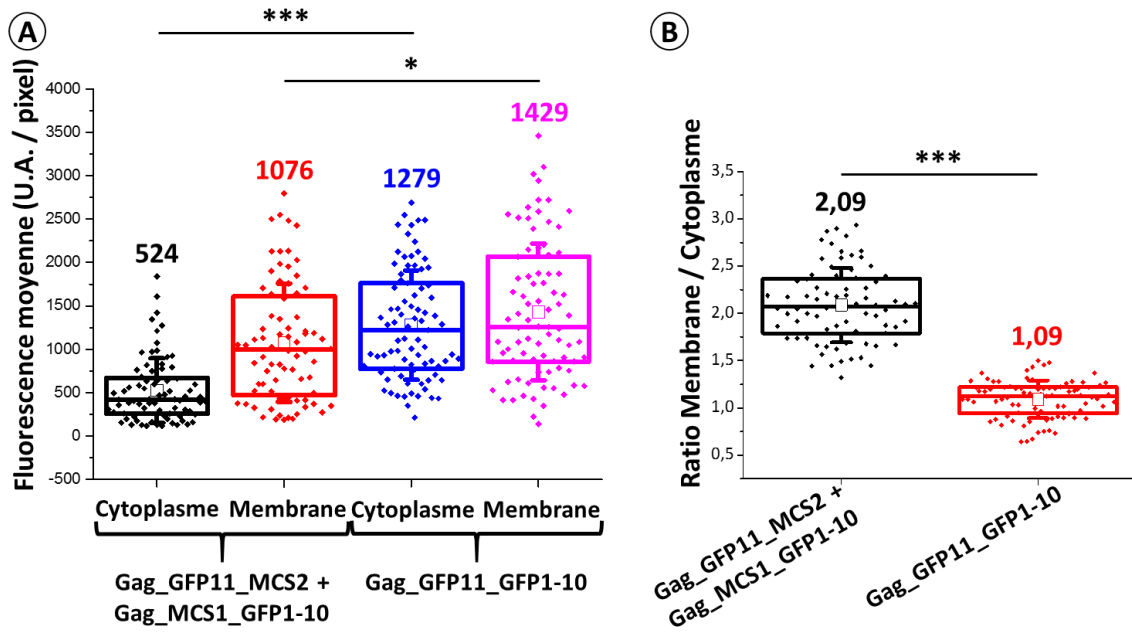 A
***
*
Fluorescence moyenne (U.A. / pixel)
4000
3500
3000
2500
2000
1500
1000
500
0
-500
524
1076
1279
1429
Cytoplasme Membrane Cytoplasme Membrane
Gag_GFP11_MCS2 +
Gag_MCS1_GFP1-10
Gag_GFP11_GFP1-10
B
***
Ratio Membrane / Cytoplasme
3,5
3,0
2,5
2,0
1,5
1,0
0,5
2,09
1,09
Gag_GFP11_MCS2 +
Gag_MCS1_GFP1-10
Gag_GFP11_GFP1-10